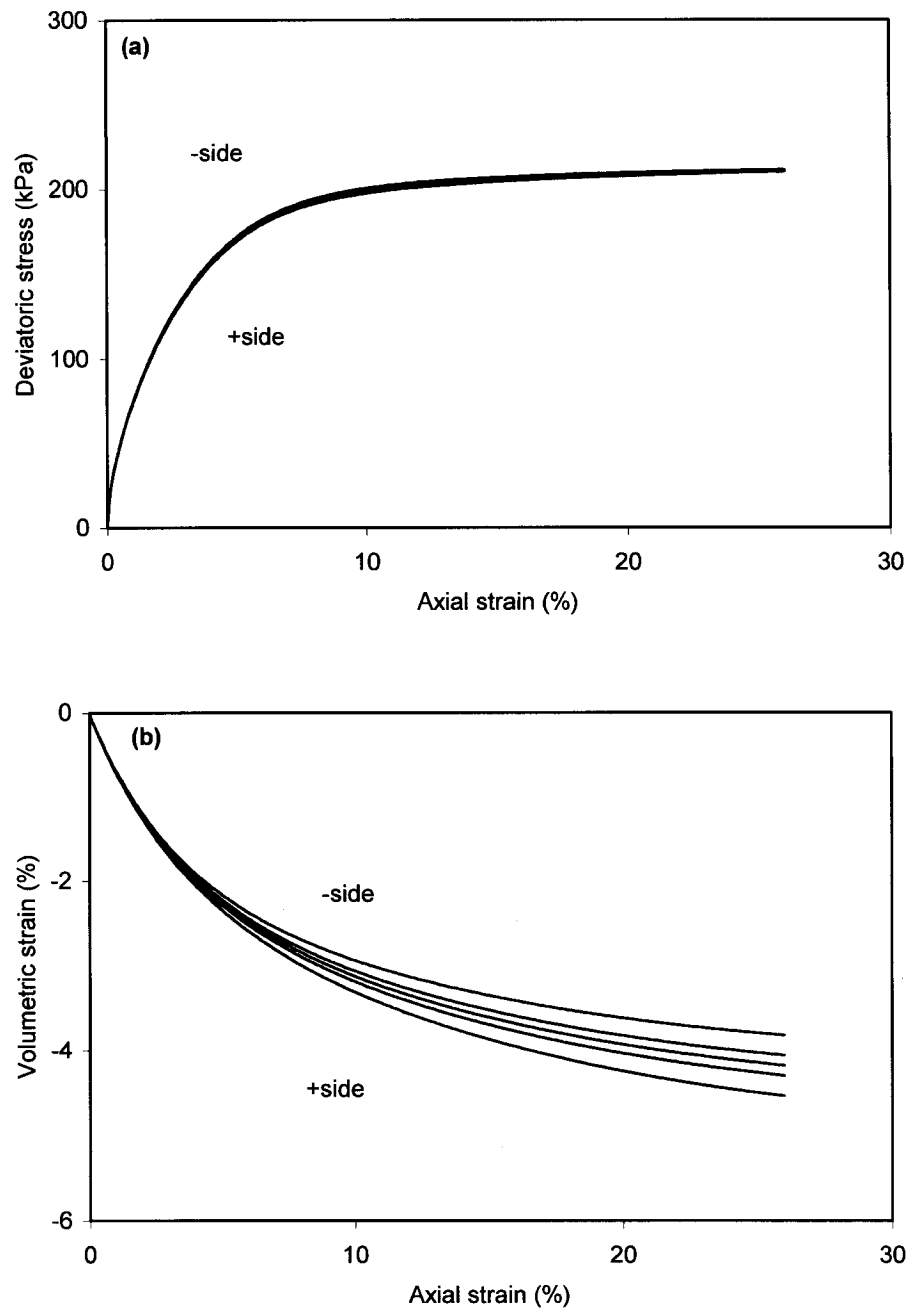 300
(a)
-side
200
+side
100
0
Deviatoric stress (kPa)
0 10 20 30
Axial strain (%)
0
(b)
-2
-side
-4
+side
-6
Volumetric strain (%)
0 10 20 30
Axial strain (%)